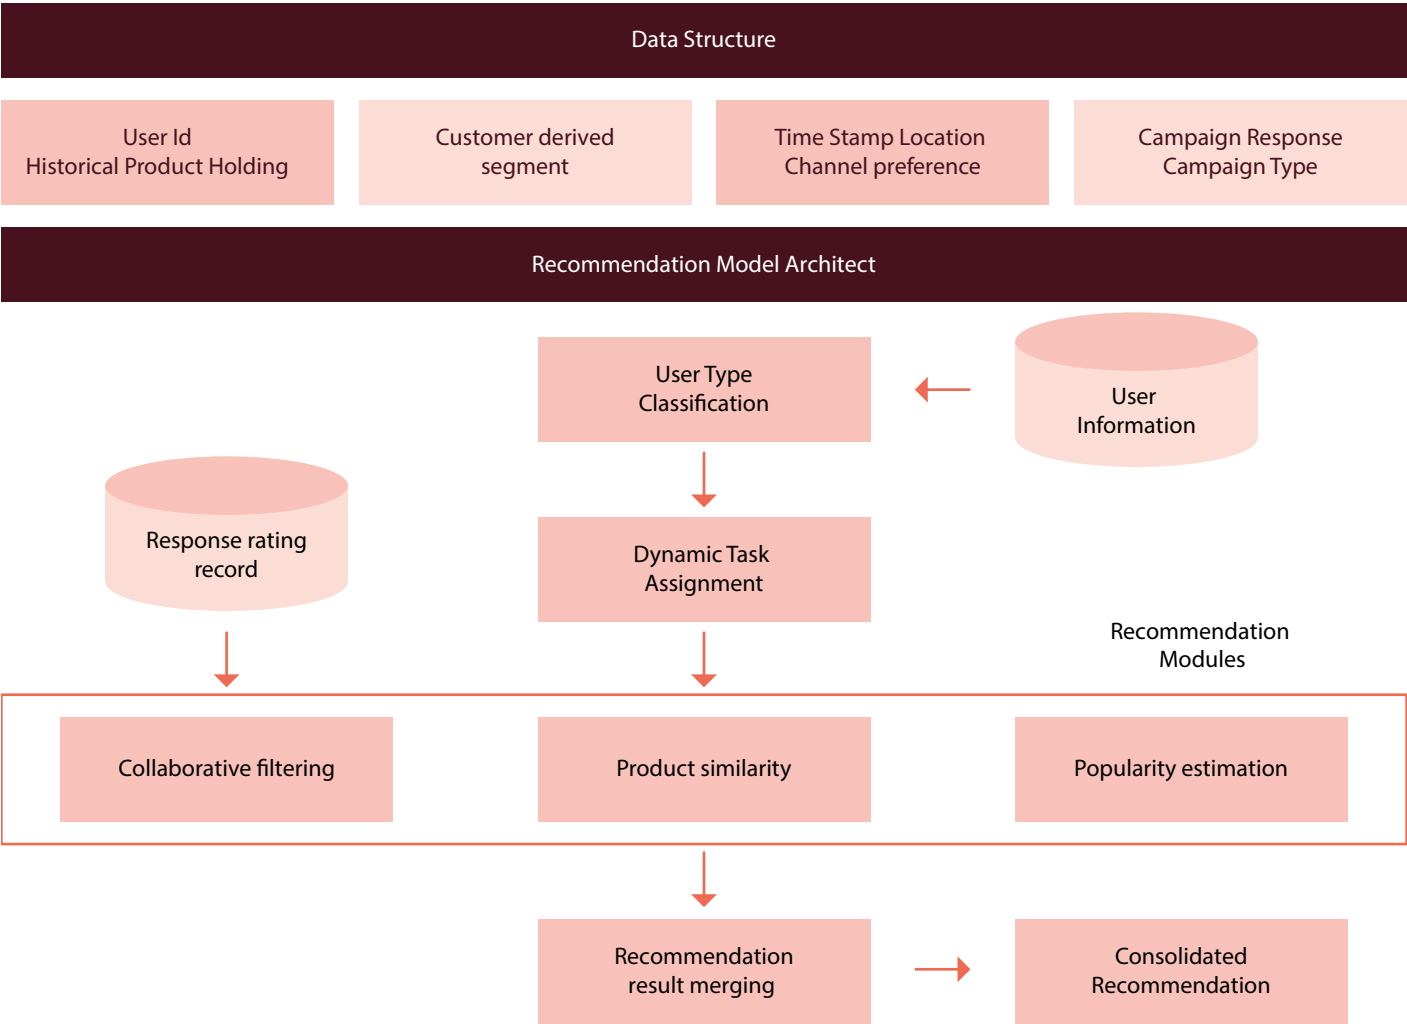 Data Structure
User Id
Historical Product Holding
Customer derived
segment
Time Stamp Location
Channel preference
Campaign Response
Campaign Type
Recommendation Model Architect
User Type
Classification
User
Information
Response rating
record
Dynamic Task
Assignment
Recommendation
Modules
Collaborative filtering
Product similarity
Popularity estimation
Recommendation
result merging
Consolidated
Recommendation